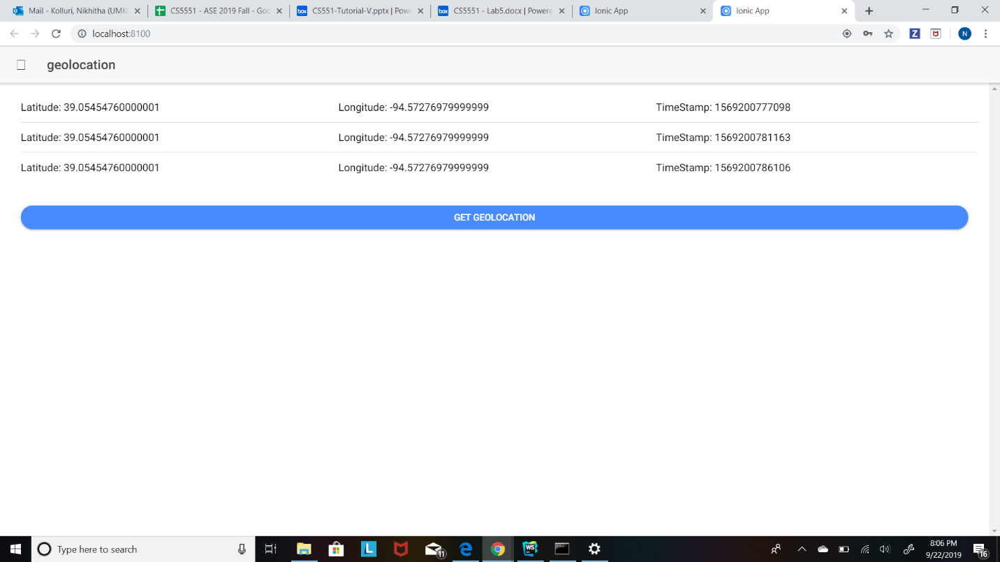 Mail - Kolluri, Nikhitha (UMK
CS5551 - ASE 2019 Fall - Goo
box CS551-Tutorial-V.pptx | Powe
box CS5551 - Lab5.docx | Powere
Ionic App
Ionic App
localhost:8100
Z
N
geolocation
Latitude: 39.05454760000001 Longitude: -94.57276979999999 TimeStamp: 1569200777098
Latitude: 39.05454760000001 Longitude: -94.57276979999999 TimeStamp: 1569200781163
Latitude: 39.05454760000001 Longitude: -94.57276979999999 TimeStamp: 1569200786106
GET GEOLOCATION
Type here to search
L
11
WS
8:06 PM
9/22/2019
16